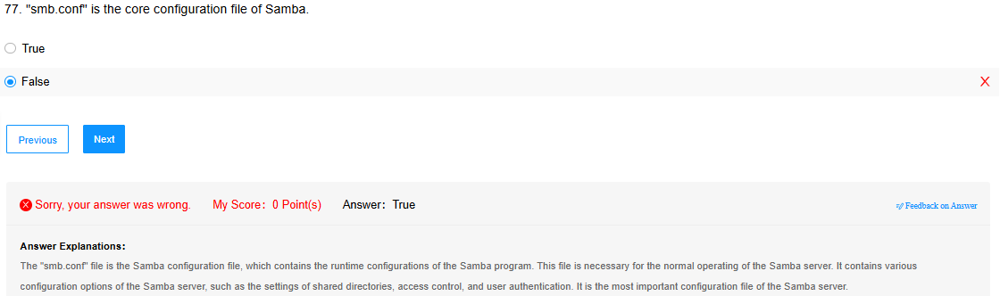 77. "smb.conf" is the core configuration file of Samba.
True
False
X
Previous
Next
Sorry, your answer was wrong. My Score: 0 Point(s) Answer: True
Feedback on Answer
Answer Explanations:
The "smb.conf" file is the Samba configuration file, which contains the runtime configurations of the Samba program. This file is necessary for the normal operating of the Samba server. It contains various
configuration options of the Samba server, such as the settings of shared directories, access control, and user authentication. It is the most important configuration file of the Samba server.